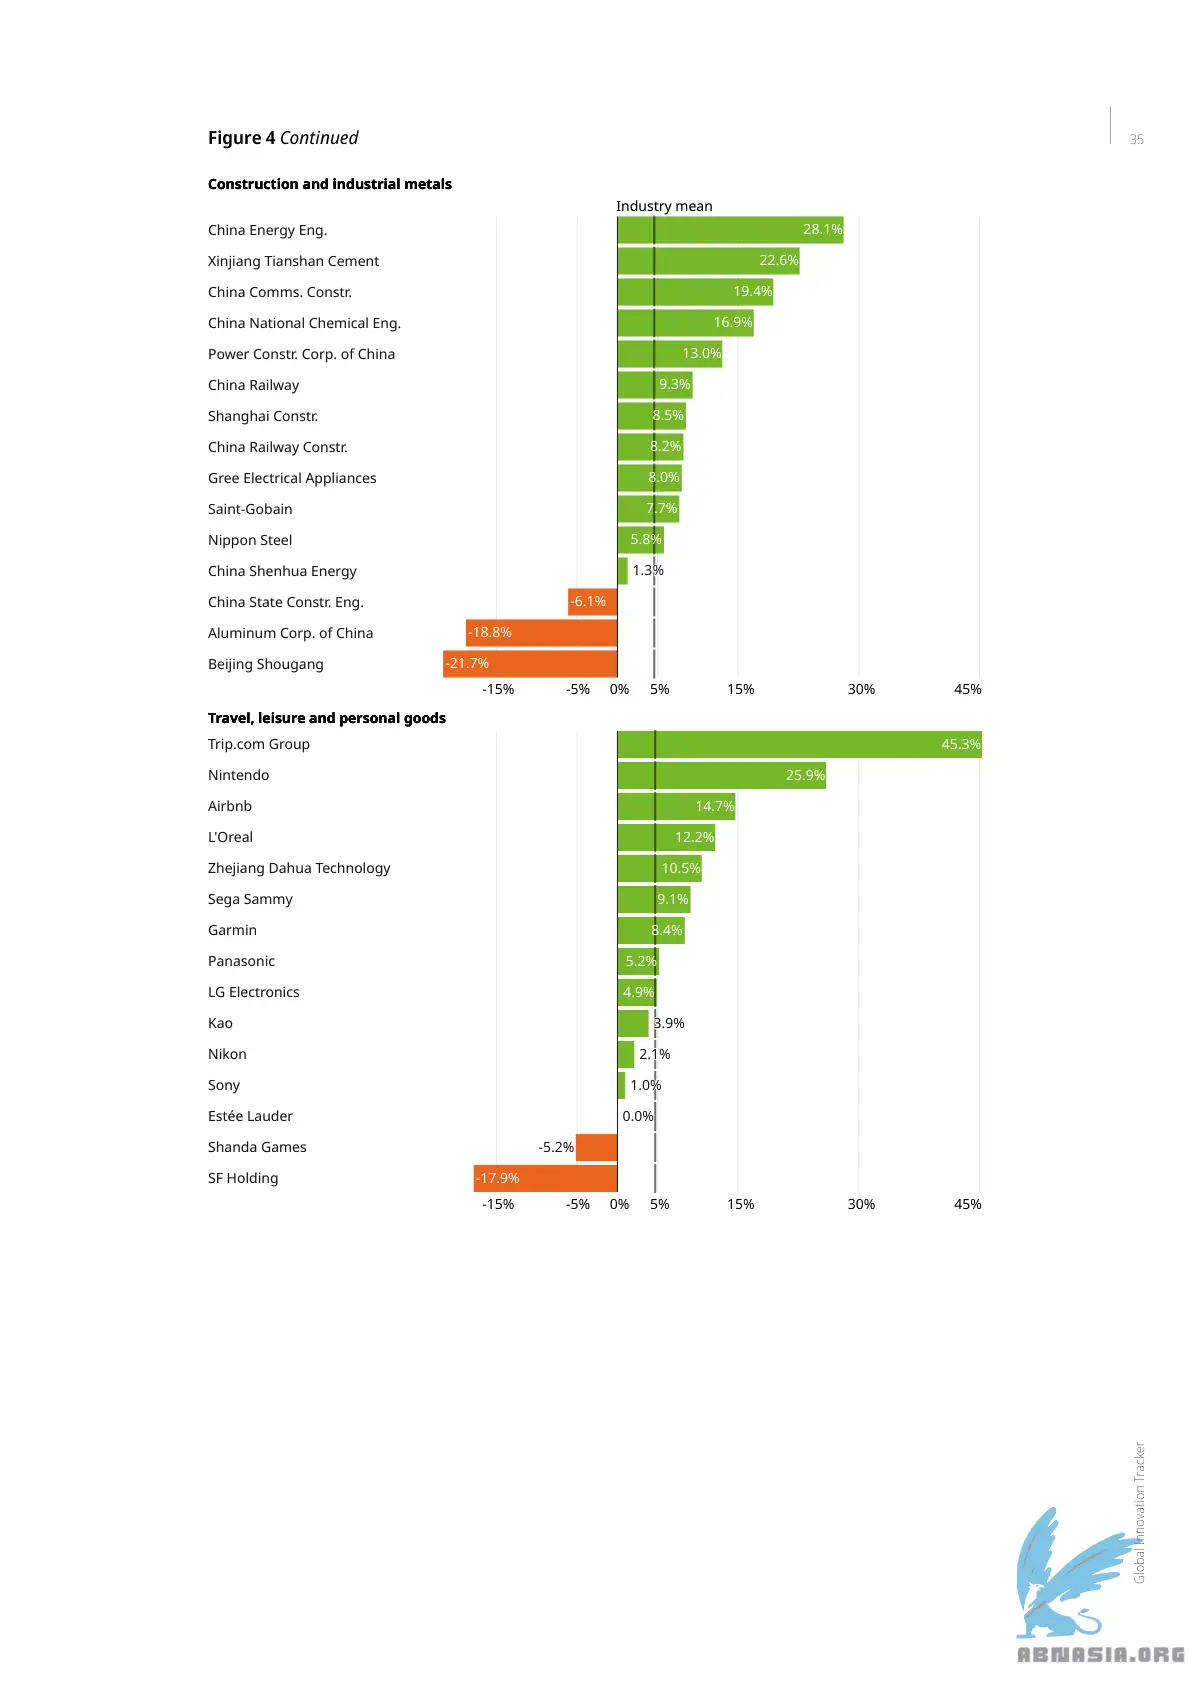 Figure 4 Continued
35
Construction and industrial metals
Industry mean
China Energy Eng. 28.1%
Xinjiang Tianshan Cement 22.6%
China Comms. Constr. 19.4%
China National Chemical Eng. 16.9%
Power Constr. Corp. of China 13.0%
China Railway 9.3%
Shanghai Constr. 8.5%
China Railway Constr. 8.2%
Gree Electrical Appliances 8.0%
Saint-Gobain 7.7%
Nippon Steel 5.8%
China Shenhua Energy 1.3%
China State Constr. Eng. -6.1%
Aluminum Corp. of China -18.8%
Beijing Shougang -21.7%
-15% -5% 0% 5% 15% 30% 45%
Travel, leisure and personal goods
Trip.com Group 45.3%
Nintendo 25.9%
Airbnb 14.7%
L'Oreal 12.2%
Zhejiang Dahua Technology 10.5%
Sega Sammy 9.1%
Garmin 8.4%
Panasonic 5.2%
LG Electronics 4.9%
Kao 3.9%
Nikon 2.1%
Sony 1.0%
Estée Lauder 0.0%
Shanda Games -5.2%
SF Holding -17.9%
-15% -5% 0% 5% 15% 30% 45%
Global Innovation Tracker
ABNASIA.ORG